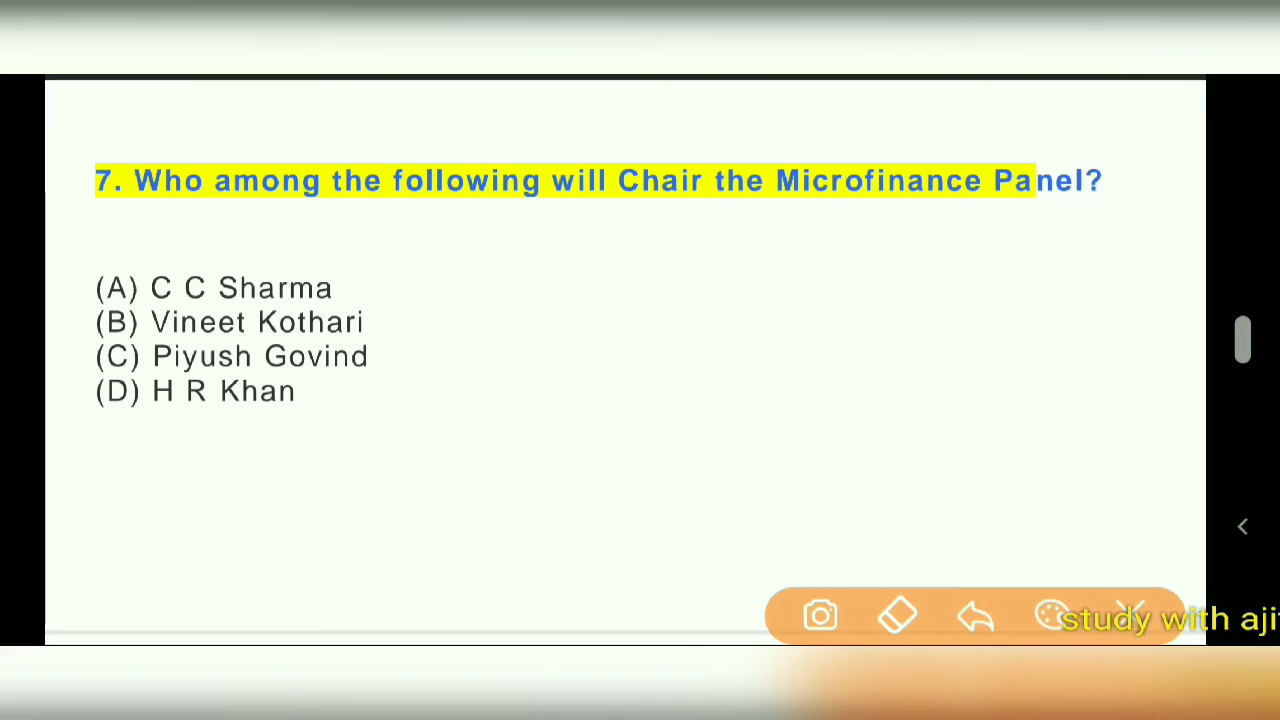 7. Who among the following will Chair the Microfinance Panel?
(A) C C Sharma
(B) Vineet Kothari
(C) Piyush Govind
(D) H R Khan
study with aji